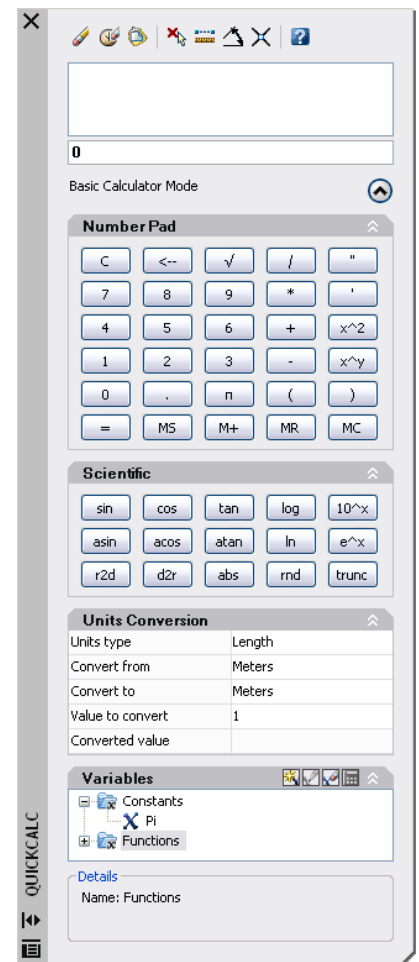 0
Basic Calculator Mode
Number Pad
C <-- √ / "
7 8 9 * '
4 5 6 + x^2
1 2 3 - x^y
0 . п ( )
= MS M+ MR MC
Scientific
sin cos tan log 10^x
asin acos atan ln e^x
r2d d2r abs rnd trunc
Units Conversion
Units type Length
Convert from Meters
Convert to Meters
Value to convert 1
Converted value
Variables
Constants
Pi
Functions
Details
Name: Functions
QUICKCALC